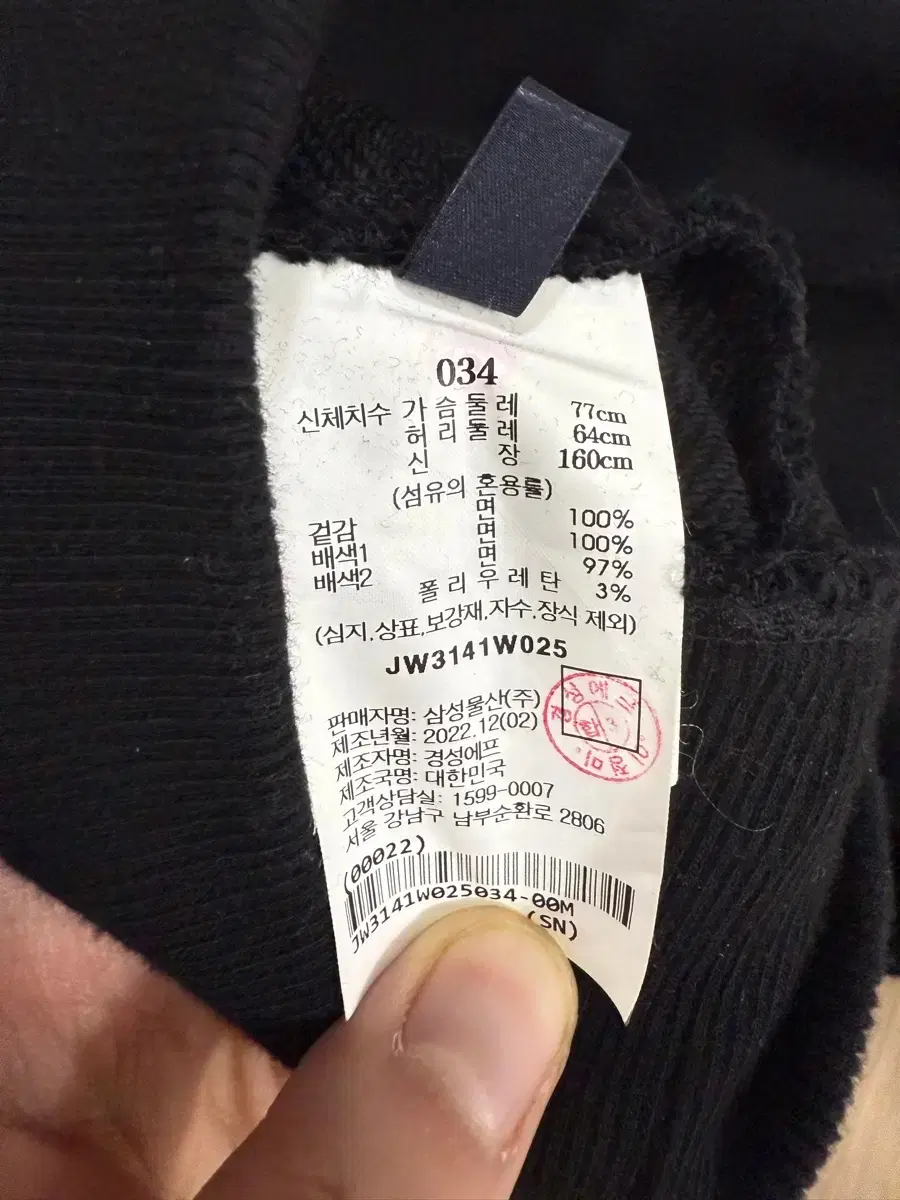 034
신체치수 가슴둘레 77cm
허리둘레 64cm
신장 160cm
(섬유의 혼용률)
겉감 면 100%
배색1 면 100%
배색2 면 97%
폴리우레탄 3%
(심지,상표,보강재,자수,장식 제외)
JW3141W025
판매자명: 삼성물산(주)
제조년월: 2022.12(02)
제조자명: 경성에프
제조국명: 대한민국
고객상담실: 1599-0007
서울 강남구 남부순환로 2806
(00022)
JW3141W025034-00M
(SN)